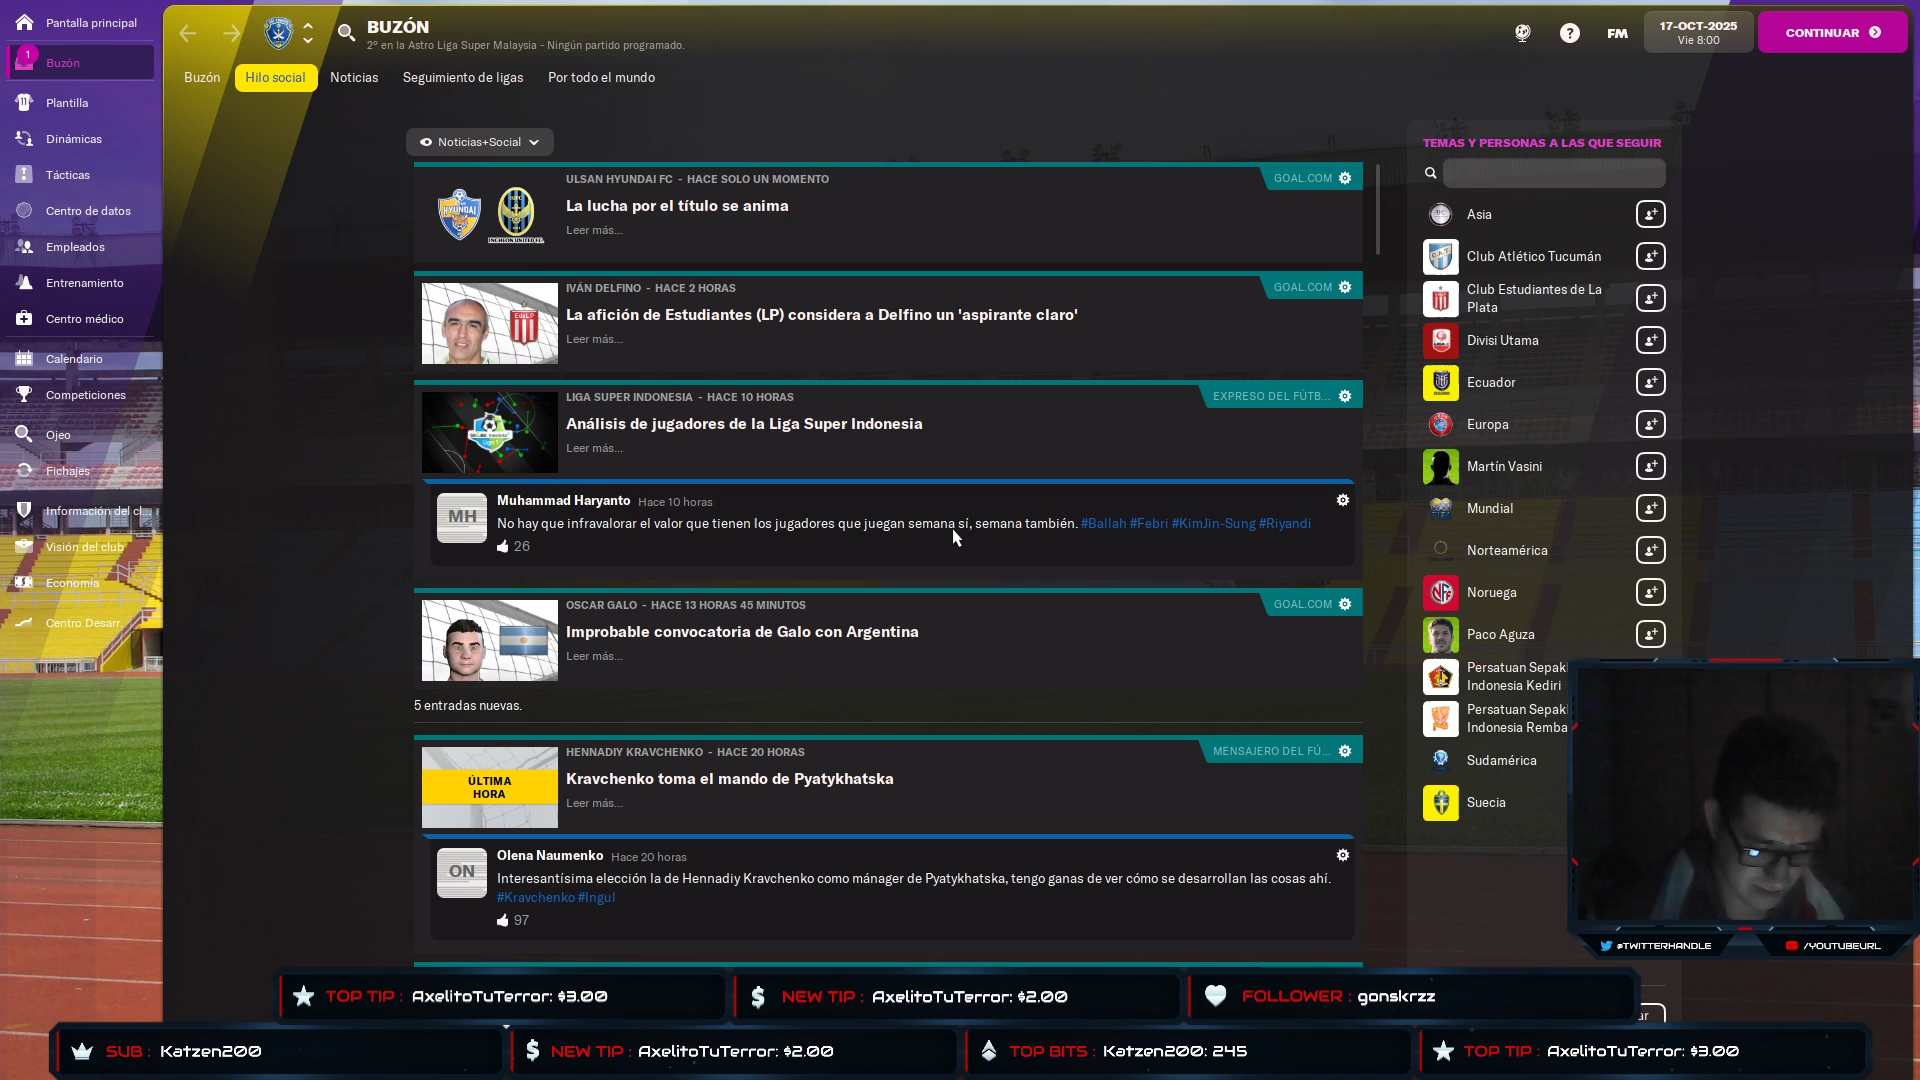 Pantalla principal
1
Buzón
Plantilla
Dinámicas
Tácticas
Centro de datos
Empleados
Entrenamiento
Centro médico
Calendario
Competiciones
Ojeo
Fichajes
Información del cl...
Visión del club
Economía
Centro Desarr.
BUZÓN
2º en la Astro Liga Super Malaysia - Ningún partido programado.
FM
17-OCT-2025
Vie 8:00
CONTINUAR
Buzón
Hilo social
Noticias
Seguimiento de ligas
Por todo el mundo
Noticias+Social
ULSAN HYUNDAI FC - HACE SOLO UN MOMENTO
GOAL.COM
La lucha por el título se anima
Leer más...
HYUNDAI
INCHEON UNITED FC
IVÁN DELFINO - HACE 2 HORAS
GOAL.COM
La afición de Estudiantes (LP) considera a Delfino un 'aspirante claro'
Leer más...
EdeLP
LIGA SUPER INDONESIA - HACE 10 HORAS
EXPRESO DEL FÚTB...
Análisis de jugadores de la Liga Super Indonesia
Leer más...
MH
Muhammad Haryanto Hace 10 horas
No hay que infravalorar el valor que tienen los jugadores que juegan semana sí, semana también. #Ballah #Febri #KimJin-Sung #Riyandi
26
OSCAR GALO - HACE 13 HORAS 45 MINUTOS
GOAL.COM
Improbable convocatoria de Galo con Argentina
Leer más...
5 entradas nuevas.
HENNADIY KRAVCHENKO - HACE 20 HORAS
MENSAJERO DEL FÚ...
ÚLTIMA
HORA
Kravchenko toma el mando de Pyatykhatska
Leer más...
ON
Olena Naumenko Hace 20 horas
Interesantísima elección la de Hennadiy Kravchenko como mánager de Pyatykhatska, tengo ganas de ver cómo se desarrollan las cosas ahí.
#Kravchenko #Ingul
97
TEMAS Y PERSONAS A LAS QUE SEGUIR
Asia
Club Atlético Tucumán
Club Estudiantes de La
Plata
Divisi Utama
Ecuador
Europa
Martín Vasini
Mundial
Norteamérica
Noruega
Paco Aguza
Persatuan Sepak
Indonesia Kediri
Persatuan Sepak
Indonesia Remba
Sudamérica
Suecia
ar
@TWITTERHANDLE
/YOUTUBEURL
TOP TIP : AxelitoTuTerror: $3.00
NEW TIP : AxelitoTuTerror: $2.00
FOLLOWER : gonskrzz
SUB : Katzen200
NEW TIP : AxelitoTuTerror: $2.00
TOP BITS : Katzen200: 245
TOP TIP : AxelitoTuTerror: $3.00